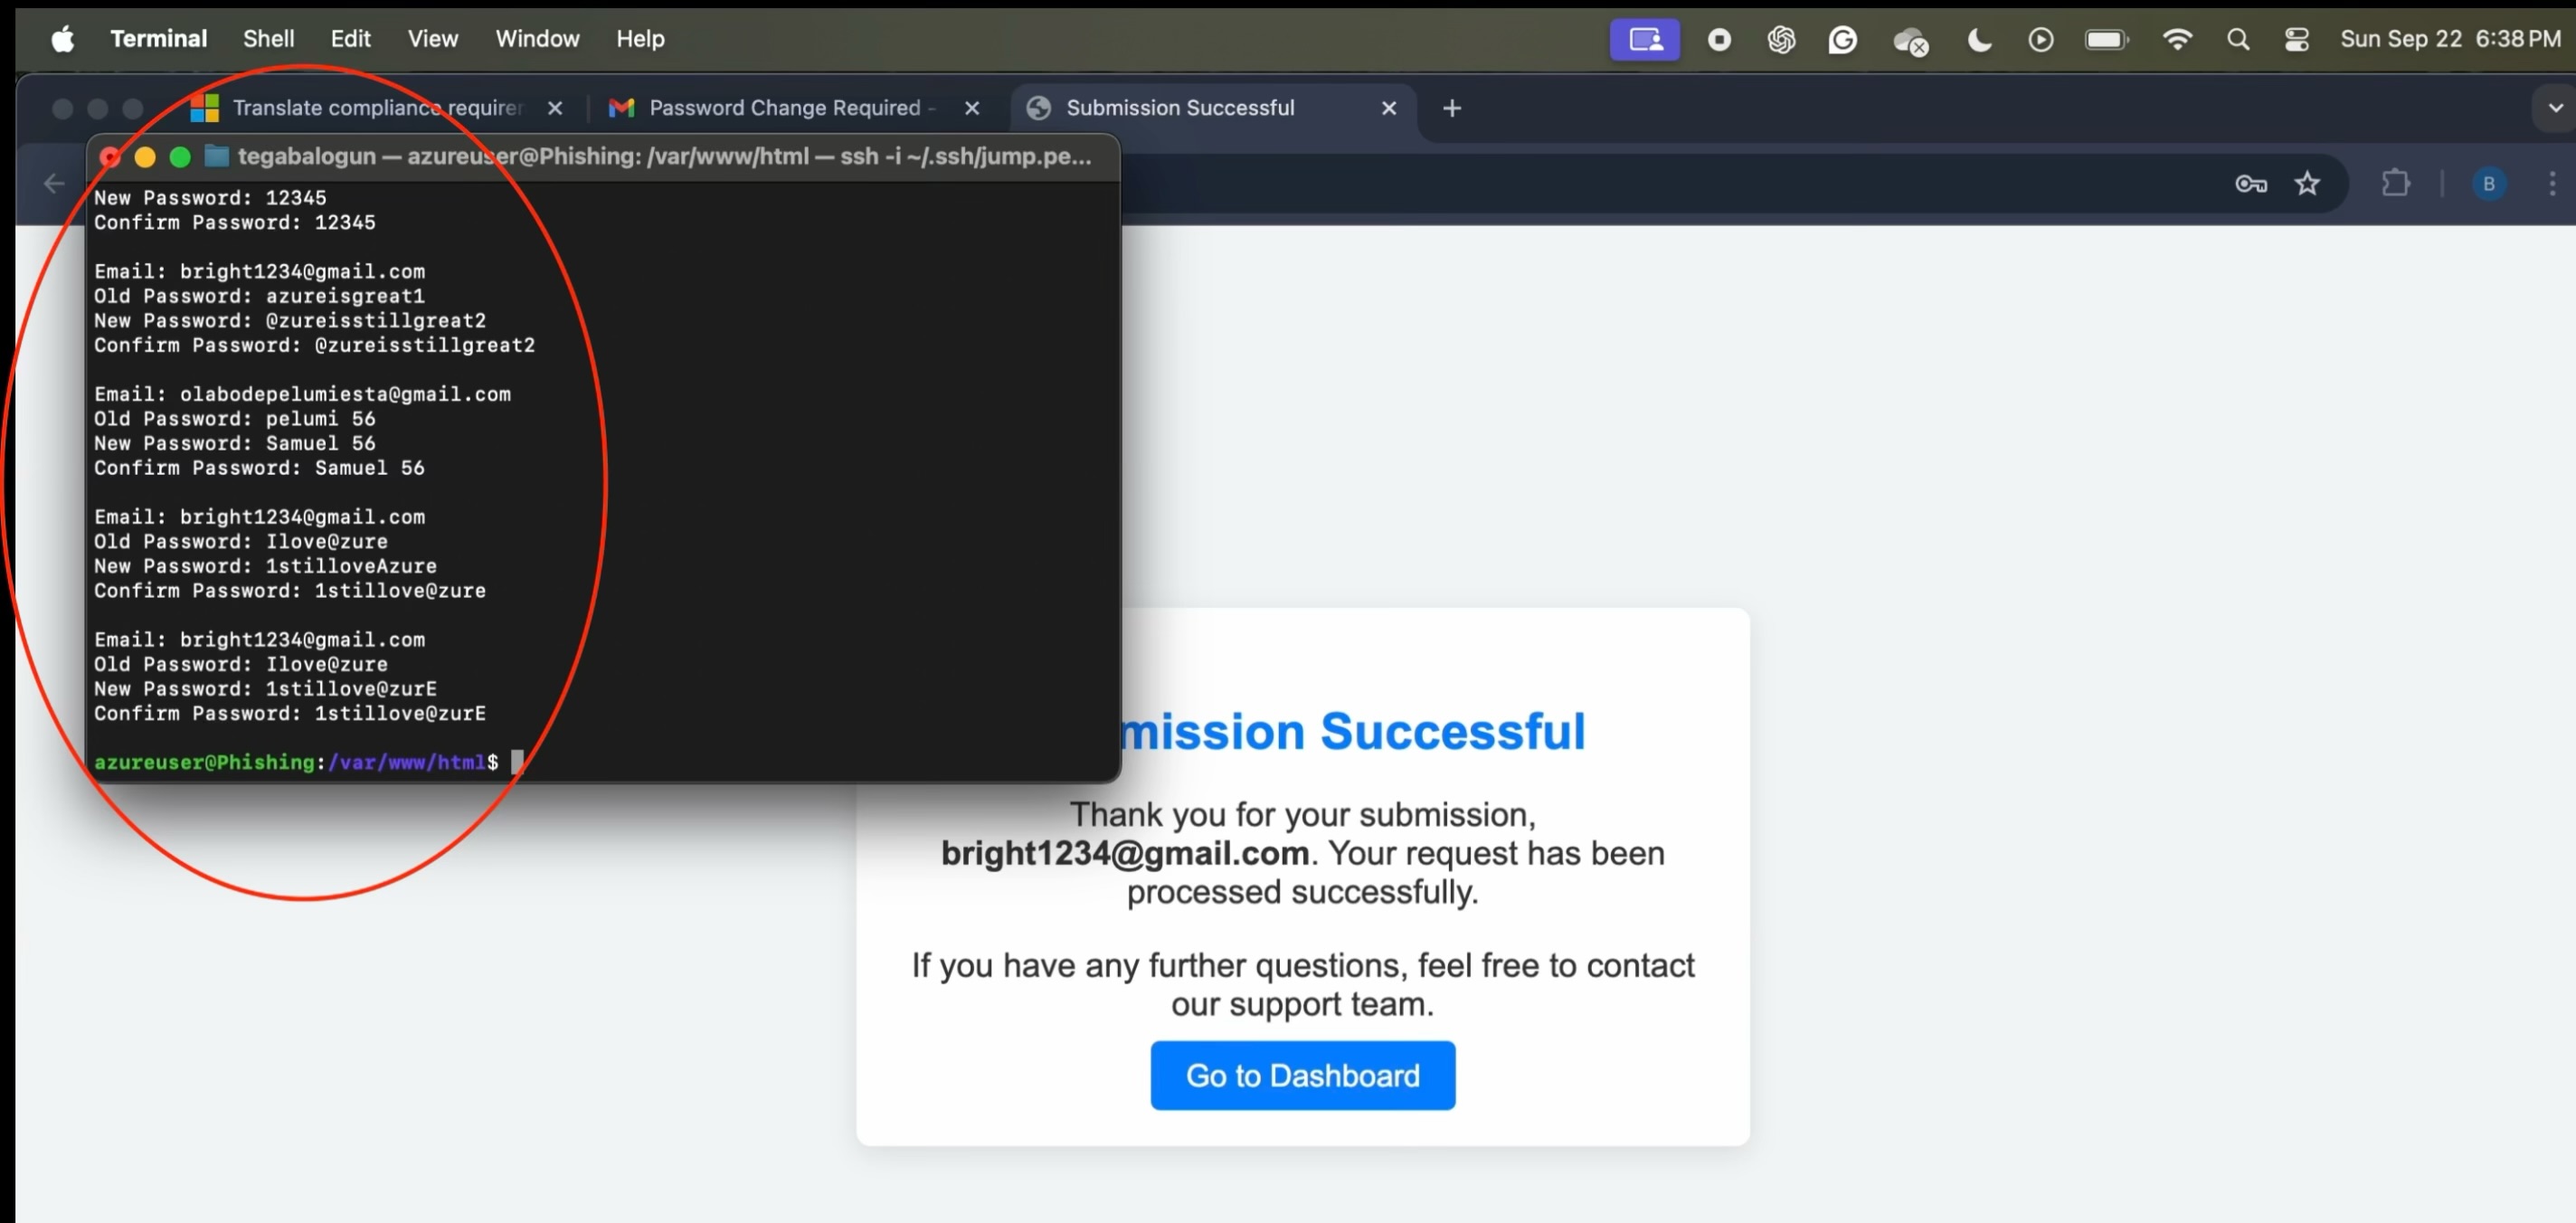 Terminal Shell Edit View Window Help Sun Sep 22 6:38 PM
Translate compliance requirer Password Change Required - Submission Successful
tegabalogun — azureuser@Phishing: /var/www/html — ssh -i ~/.ssh/jump.pe...
B
New Password: 12345
Confirm Password: 12345
Email: bright1234@gmail.com
Old Password: azureisgreat1
New Password: @zureisstillgreat2
Confirm Password: @zureisstillgreat2
Email: olabodepelumiesta@gmail.com
Old Password: pelumi 56
New Password: Samuel 56
Confirm Password: Samuel 56
Email: bright1234@gmail.com
Old Password: Ilove@zure
New Password: 1stilloveAzure
Confirm Password: 1stillove@zure
Email: bright1234@gmail.com
Old Password: Ilove@zure
New Password: 1stillove@zurE
Confirm Password: 1stillove@zurE
azureuser@Phishing:/var/www/html$
mission Successful
Thank you for your submission,
bright1234@gmail.com. Your request has been
processed successfully.
If you have any further questions, feel free to contact
our support team.
Go to Dashboard